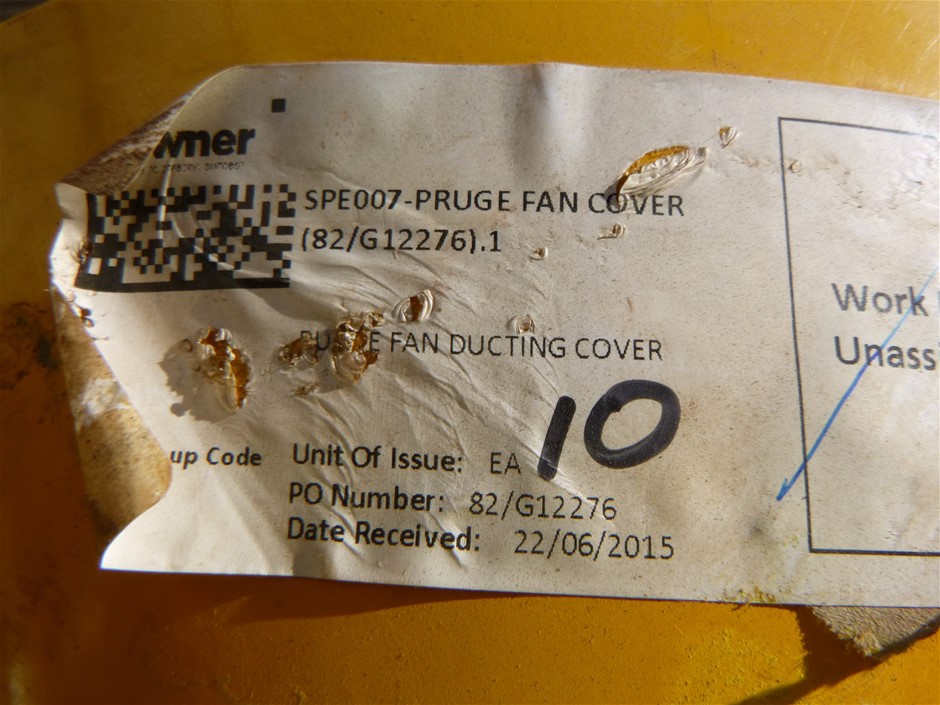 wner
SPE007-PRUGE FAN COVER
(82/G12276).1
FAN DUCTING COVER
10
up Code
Unit Of Issue: EA
PO Number: 82/G12276
Date Received: 22/06/2015
Work
Unass